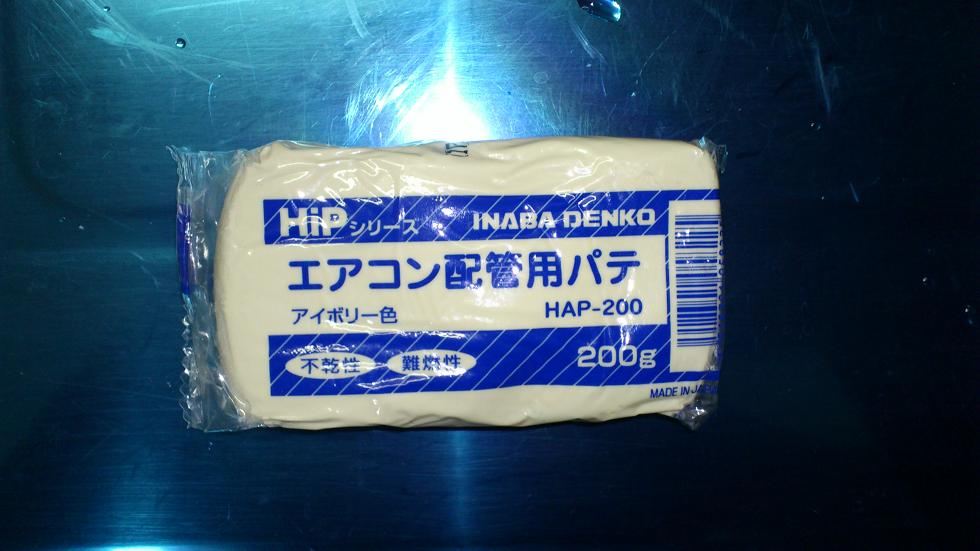 HiPシリーズ INABA DENKO
エアコン配管用パテ
アイボリー色 HAP-200
不乾性 難燃性 200g
MADE IN JAPAN